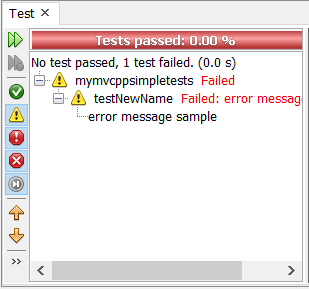 Test
Tests passed: 0.00 %
No test passed, 1 test failed. (0.0 s)
mymvcppsimpletests Failed
testNewName Failed: error messag
error message sample